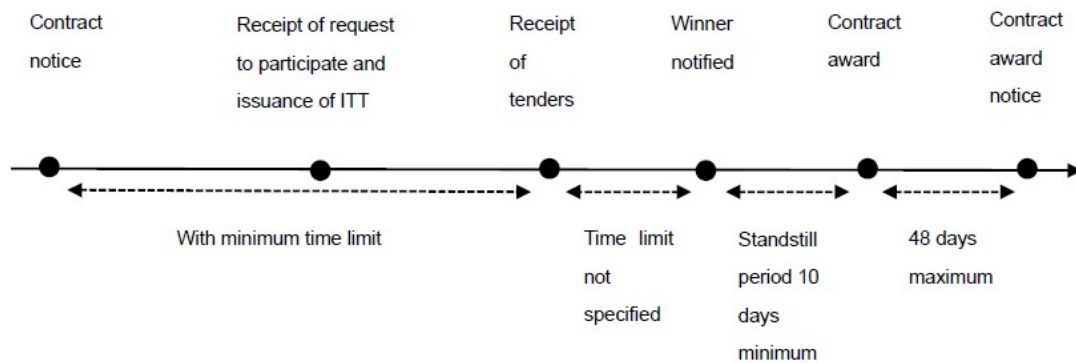 Contract
notice
Receipt of request
to participate and
issuance of ITT
Receipt
of
tenders
Winner
notified
Contract
award
Contract
award
notice
With minimum time limit
Time limit
not
specified
Standstill
period 10
days
minimum
48 days
maximum